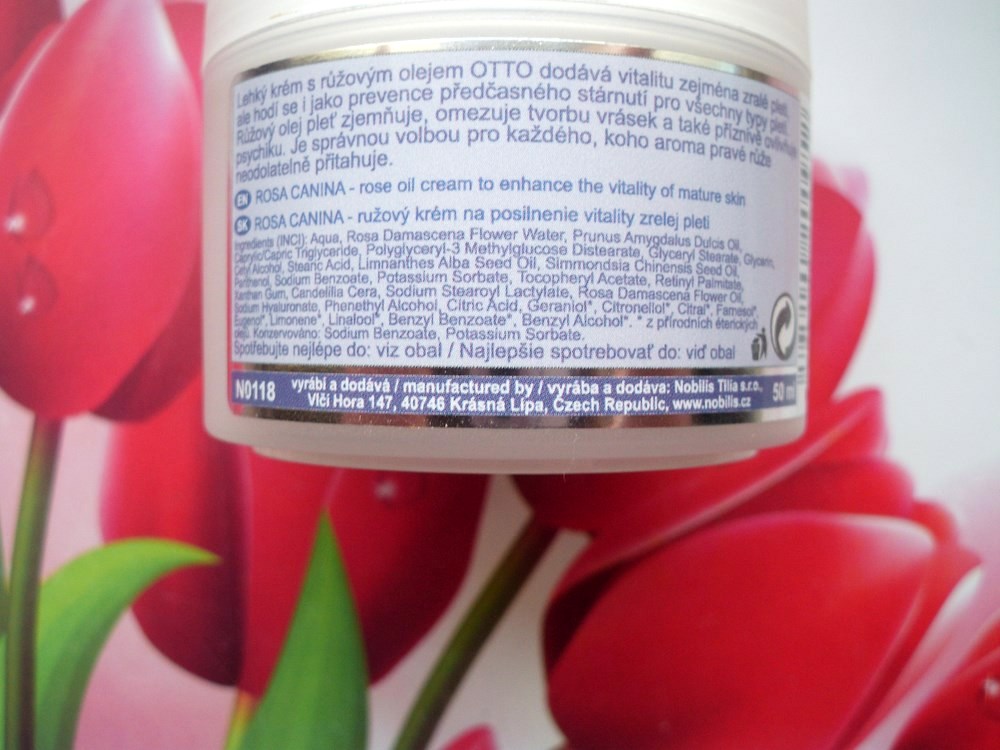 Lehký krém s růžovým olejem OTTO dodává vitalitu zejména zralé pleti,
ale hodí se i jako prevence předčasného stárnutí pro všechny typy pleti.
Růžový olej pleť zjemňuje, omezuje tvorbu vrásek a také příznivě ovlivňuje
psychiku. Je správnou volbou pro každého, koho aroma pravé růže
neodolatelně přitahuje.
EN ROSA CANINA - rose oil cream to enhance the vitality of mature skin
SK ROSA CANINA - ružový krém na posilnenie vitality zrelej pleti
Ingredients (INCI): Aqua, Rosa Damascena Flower Water, Prunus Amygdalus Dulcis Oil,
Caprylic/Capric Triglyceride, Polyglyceryl-3 Methylglucose Distearate, Glyceryl Stearate, Glycerin,
Cetyl Alcohol, Stearic Acid, Limnanthes Alba Seed Oil, Simmondsia Chinensis Seed Oil,
Panthenol, Sodium Benzoate, Potassium Sorbate, Tocopheryl Acetate, Retinyl Palmitate,
Xanthan Gum, Candelilla Cera, Sodium Stearoyl Lactylate, Rosa Damascena Flower Oil,
Sodium Hyaluronate, Phenethyl Alcohol, Citric Acid, Geraniol*, Citronellol*, Citral*, Farnesol*,
Eugenol*, Limonene*, Linalool*, Benzyl Benzoate*, Benzyl Alcohol*. * z přírodních éterických
olejů. Konzervováno: Sodium Benzoate, Potassium Sorbate.
Spotřebujte nejlépe do: viz obal / Najlepšie spotrebovať do: viď obal
N0118 vyrábí a dodává / manufactured by / vyrába a dodáva: Nobilis Tilia s.r.o.,
Vlčí Hora 147, 40746 Krásná Lípa, Czech Republic, www.nobilis.cz
50 ml